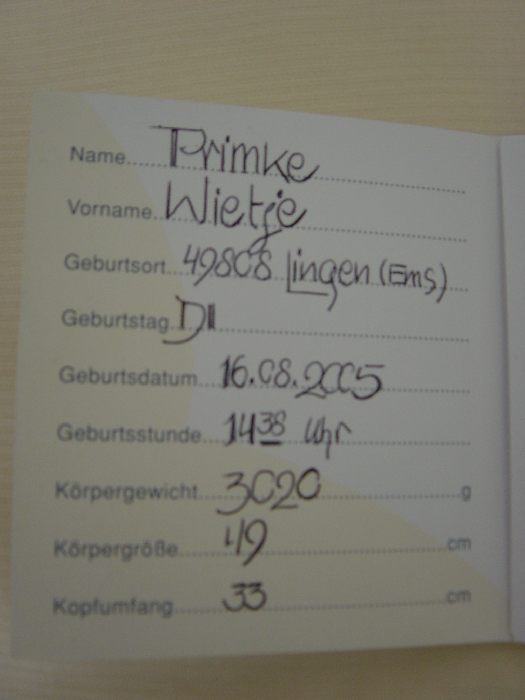 Name Primke
Vorname Wietje
Geburtsort 49808 Lingen (Ems)
Geburtstag DI
Geburtsdatum 16.08.2005
Geburtsstunde 14 38 Uhr
Körpergewicht 3020 g
Körpergröße 49 cm
Kopfumfang 33 cm